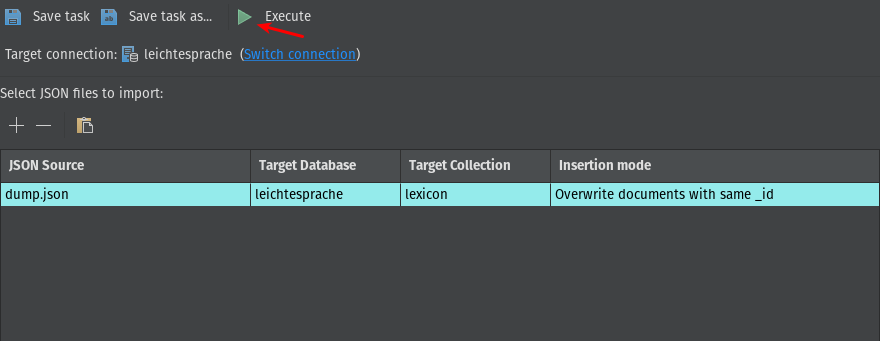 Save task Save task as... Execute
Target connection: leichtesprache (Switch connection)
Select JSON files to import:
JSON Source Target Database Target Collection Insertion mode
dump.json leichtesprache lexicon Overwrite documents with same _id